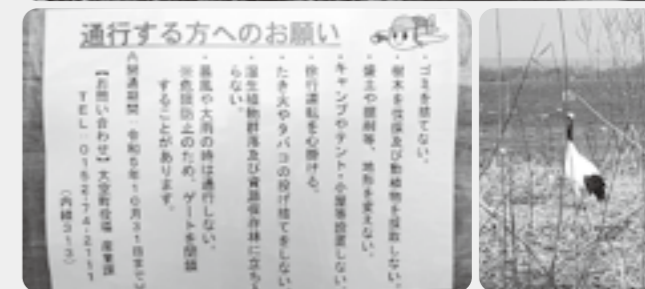 通行する方へのお願い
・ゴミを捨てない。
・樹木を伐採及び動植物を採取しない。
・盛土や掘削等、地形を変えない。
・キャンプやテント・小屋等設置しない。
・徐行運転を心掛ける。
・たき火やタバコの投げ捨てをしない
・湿生植物群落及び資源保存林に立ち
らない。
・暴風や大雨の時は通行しない。
※危険防止のため、ゲートを閉鎖
することがあります。
開通期間 令和5年10月31日まで
【お問い合わせ】大空町役場 産業課
TEL:0152-74-2111
(内線213)